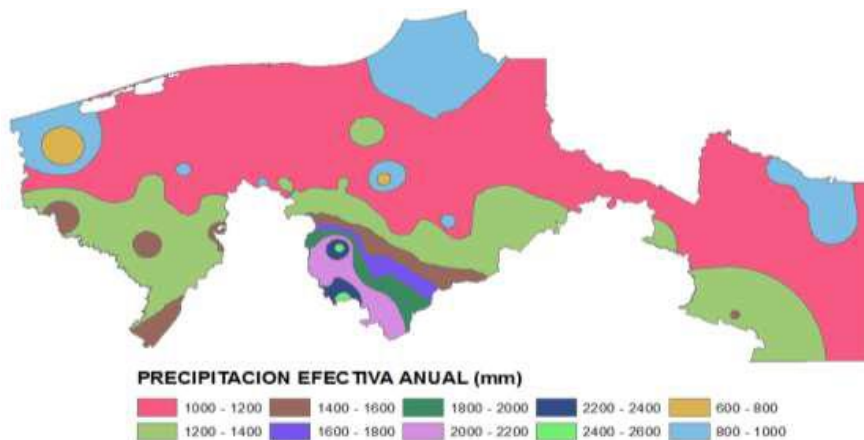 PRECIPITACION EFECTIVA ANUAL (mm)
1000 - 1200 1400 - 1600 1800 - 2000 2200 - 2400 600 - 800
1200 - 1400 1600 - 1800 2000 - 2200 2400 - 2600 800 - 1000